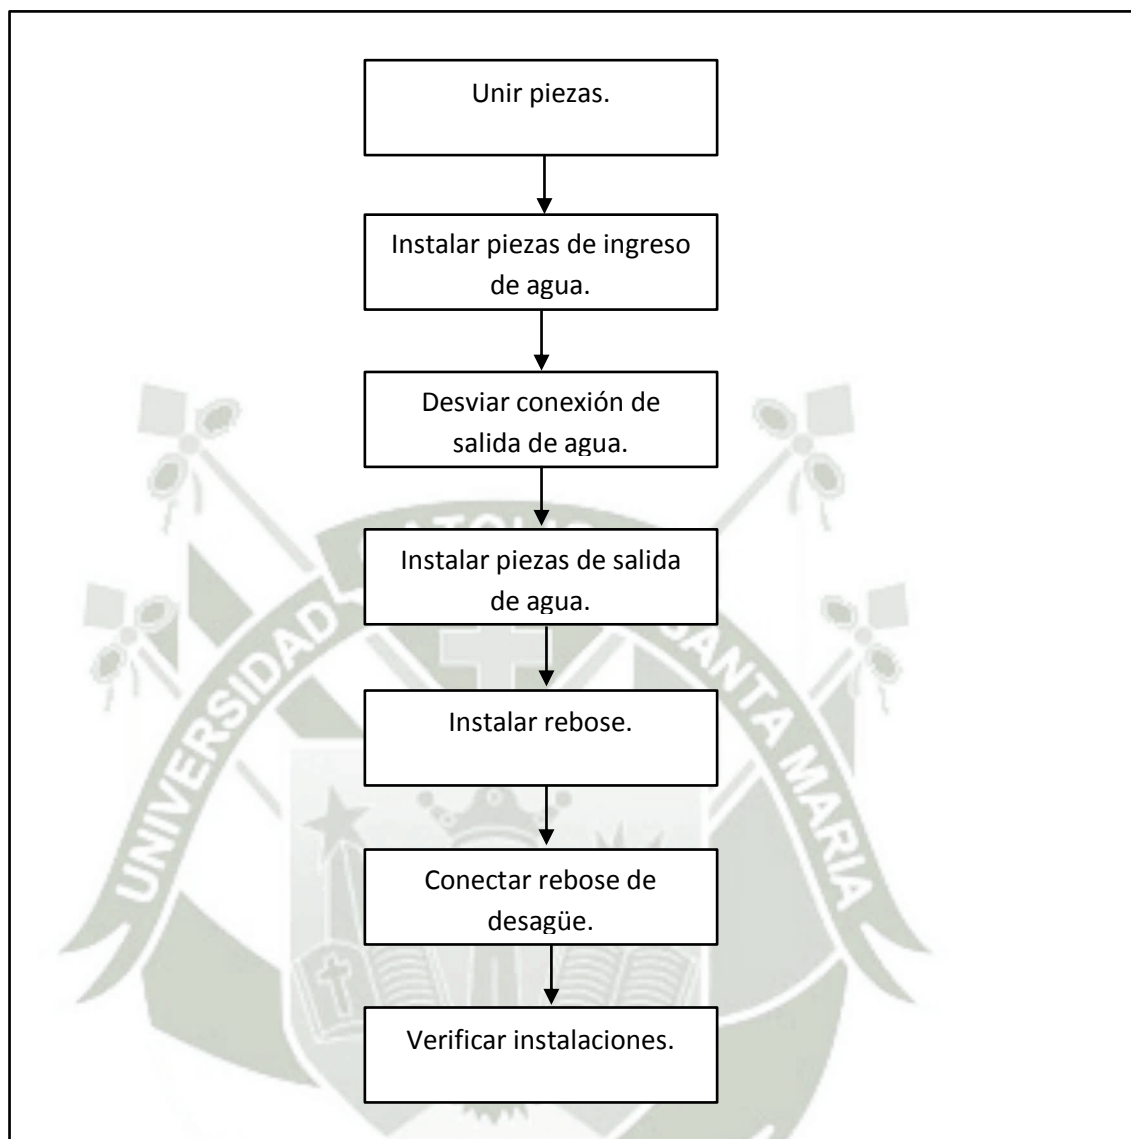 Unir piezas.
Instalar piezas de ingreso
de agua.
Desviar conexión de
salida de agua.
Instalar piezas de salida
de agua.
Instalar rebose.
Conectar rebose de
desagüe.
Verificar instalaciones.
UNIVERSIDAD
SANTA MARIA